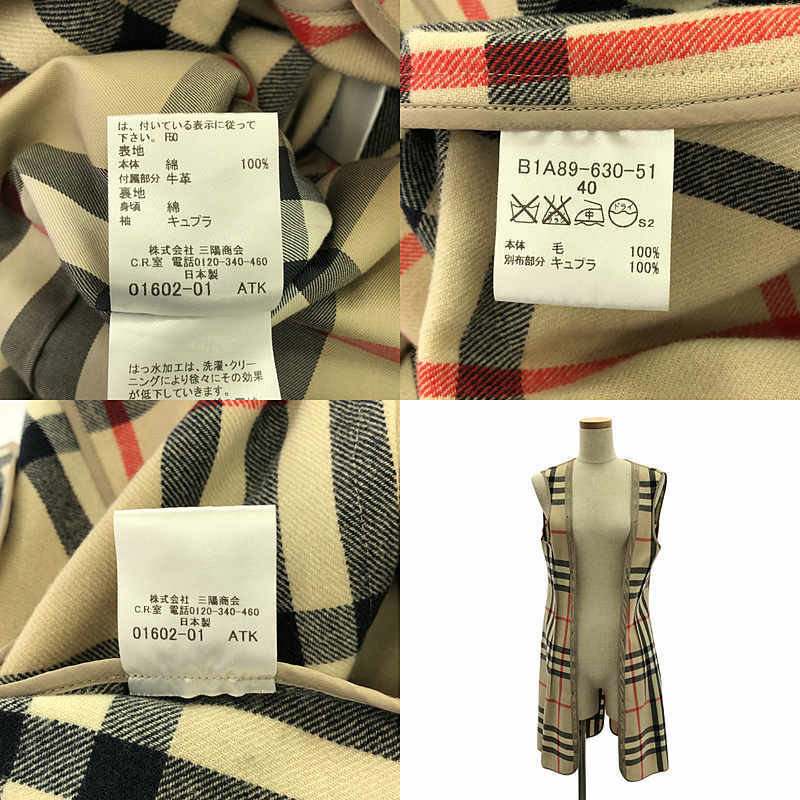 は、付いている表示に従って
下さい。F60
表地
本体 綿 100%
付属部分 牛革
裏地
身頃 綿
袖 キュプラ
株式会社 三陽商会
C.R.室 電話0120-340-460
日本製
01602-01 ATK
はっ水加工は、洗濯・クリー
ニングにより徐々にその効果
が低下していきます。
B1A89-630-51
40
中 ドライ S2
本体 毛 100%
別布部分 キュプラ 100%
株式会社 三陽商会
C.R.室 電話0120-340-460
日本製
01602-01 ATK